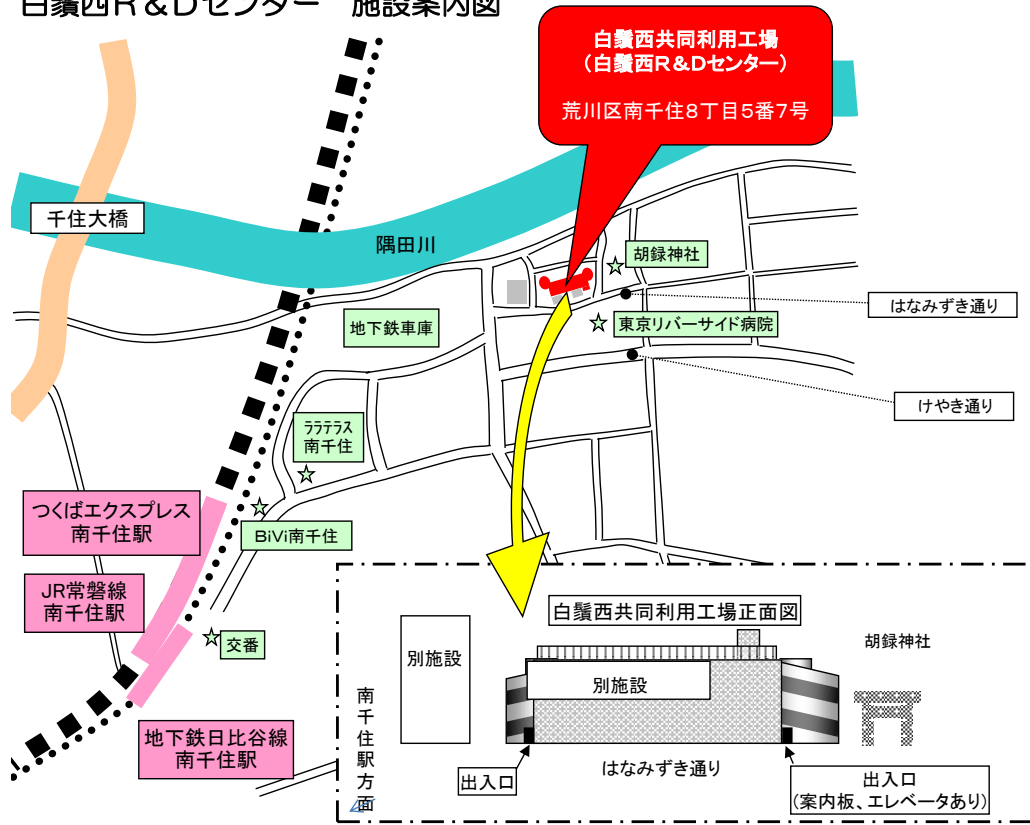 白鬚西R&Dセンター 施設案内図
白鬚西共同利用工場
(白鬚西R&Dセンター)
荒川区南千住8丁目5番7号
千住大橋
隅田川
胡録神社
はなみずき通り
地下鉄車庫
東京リバーサイド病院
けやき通り
ララテラス
南千住
つくばエクスプレス
南千住駅
BiVi南千住
JR常磐線
南千住駅
交番
地下鉄日比谷線
南千住駅
白鬚西共同利用工場正面図
別施設
別施設
胡録神社
南千住駅方面
出入口
はなみずき通り
出入口
(案内板、エレベータあり)